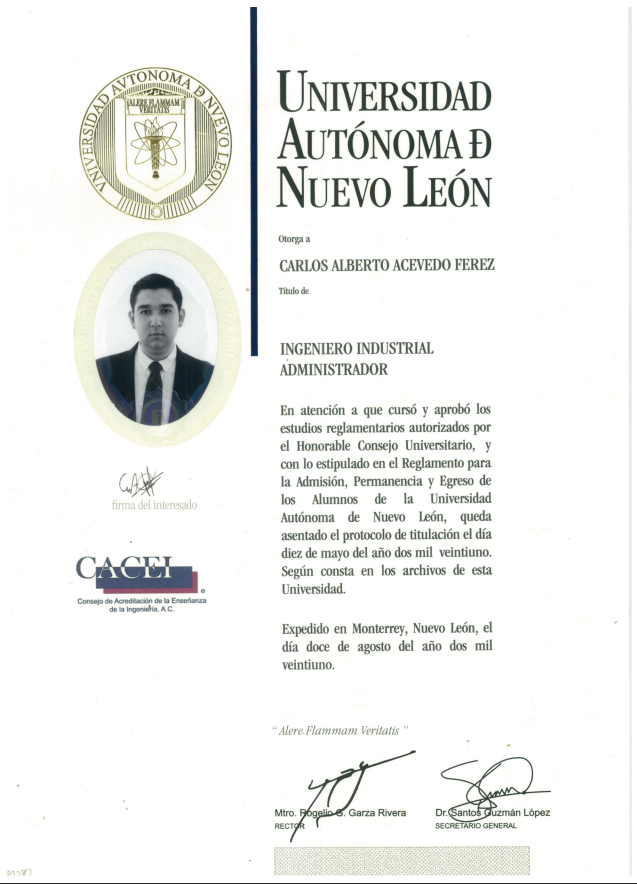 UNIVERSIDAD AUTONOMA Đ NVEVO LEON
ALERE FLAMMAM
VERITATIS
UNIVERSIDAD
AUTÓNOMA Đ
NUEVO LEÓN
Otorga a
CARLOS ALBERTO ACEVEDO FEREZ
Título de
INGENIERO INDUSTRIAL
ADMINISTRADOR
En atención a que cursó y aprobó los
estudios reglamentarios autorizados por
el Honorable Consejo Universitario, y
con lo estipulado en el Reglamento para
la Admisión, Permanencia y Egreso de
los Alumnos de la Universidad
Autónoma de Nuevo León, queda
asentado el protocolo de titulación el día
diez de mayo del año dos mil veintiuno.
Según consta en los archivos de esta
Universidad.
Expedido en Monterrey, Nuevo León, el
día doce de agosto del año dos mil
veintiuno.
firma del interesado
CACEI
Consejo de Acreditación de la Enseñanza
de la Ingeniería, A.C.
“ Alere Flammam Veritatis ”
Mtro. Rogelio G. Garza Rivera
RECTOR
Dr. Santos Guzmán López
SECRETARIO GENERAL